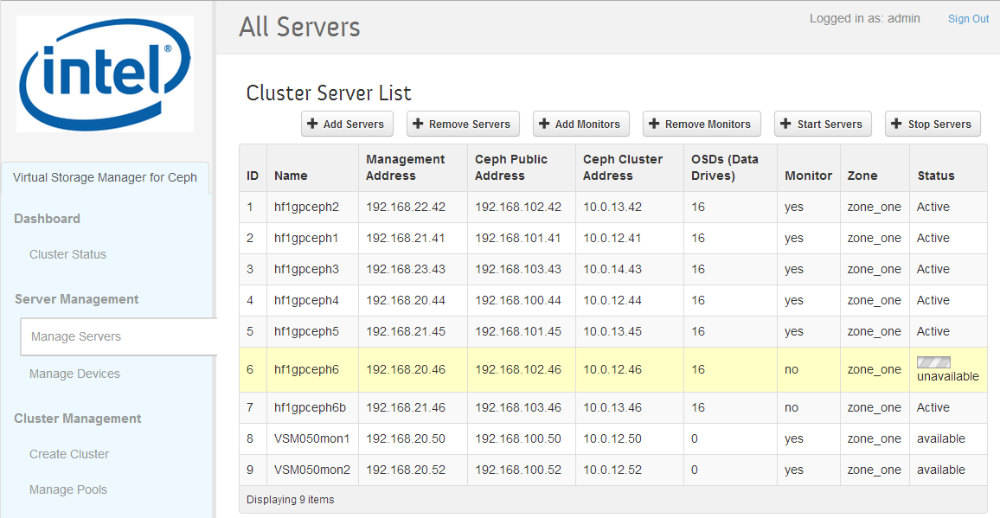 intel®
All Servers
Logged in as: admin
Sign Out
Virtual Storage Manager for Ceph
Dashboard
Cluster Status
Server Management
Manage Servers
Manage Devices
Cluster Management
Create Cluster
Manage Pools
Cluster Server List
+ Add Servers + Remove Servers + Add Monitors + Remove Monitors + Start Servers + Stop Servers
ID Name Management Address Ceph Public Address Ceph Cluster Address OSDs (Data Drives) Monitor Zone Status
1 hf1gpceph2 192.168.22.42 192.168.102.42 10.0.13.42 16 yes zone_one Active
2 hf1gpceph1 192.168.21.41 192.168.101.41 10.0.12.41 16 yes zone_one Active
3 hf1gpceph3 192.168.23.43 192.168.103.43 10.0.14.43 16 yes zone_one Active
4 hf1gpceph4 192.168.20.44 192.168.100.44 10.0.12.44 16 yes zone_one Active
5 hf1gpceph5 192.168.21.45 192.168.101.45 10.0.13.45 16 yes zone_one Active
6 hf1gpceph6 192.168.20.46 192.168.102.46 10.0.12.46 16 no zone_one unavailable
7 hf1gpceph6b 192.168.21.46 192.168.103.46 10.0.13.46 16 no zone_one Active
8 VSM050mon1 192.168.20.50 192.168.100.50 10.0.12.50 0 yes zone_one available
9 VSM050mon2 192.168.20.52 192.168.100.52 10.0.12.52 0 yes zone_one available
Displaying 9 items